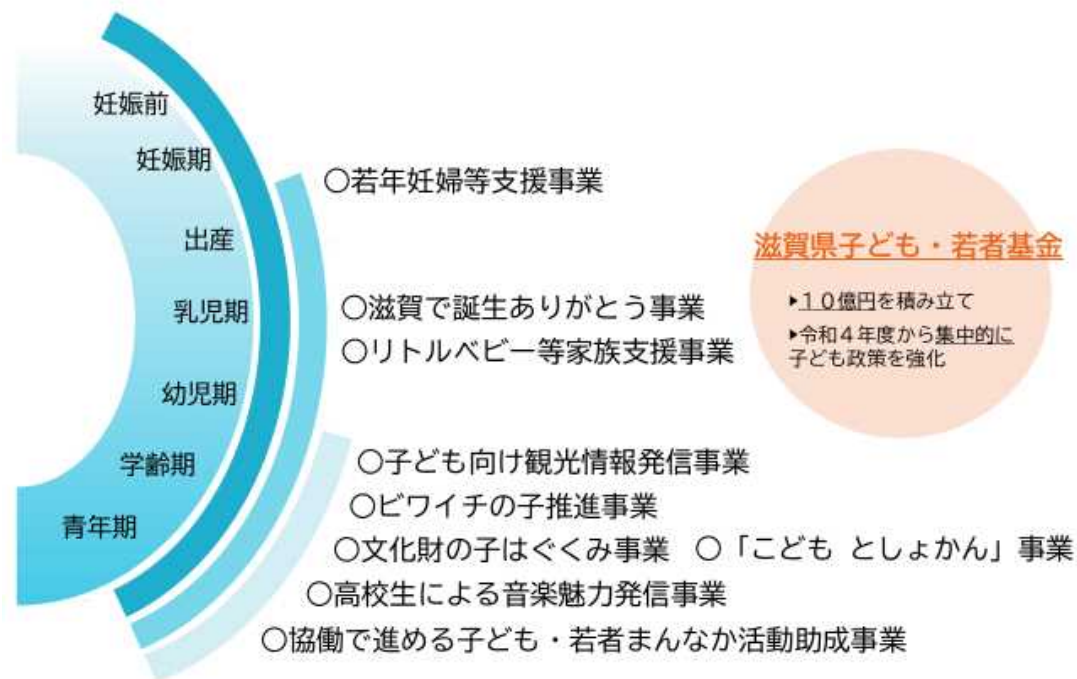 妊娠前
妊娠期
出産
乳児期
幼児期
学齢期
青年期
〇若年妊婦等支援事業
〇滋賀で誕生ありがとう事業
〇リトルベビー等家族支援事業
〇子ども向け観光情報発信事業
〇ビワイチの子推進事業
〇文化財の子はぐくみ事業 〇「こども としょかん」事業
〇高校生による音楽魅力発信事業
〇協働で進める子ども・若者まんなか活動助成事業
滋賀県子ども・若者基金
▶１０億円を積み立て
▶令和４年度から集中的に
子ども政策を強化